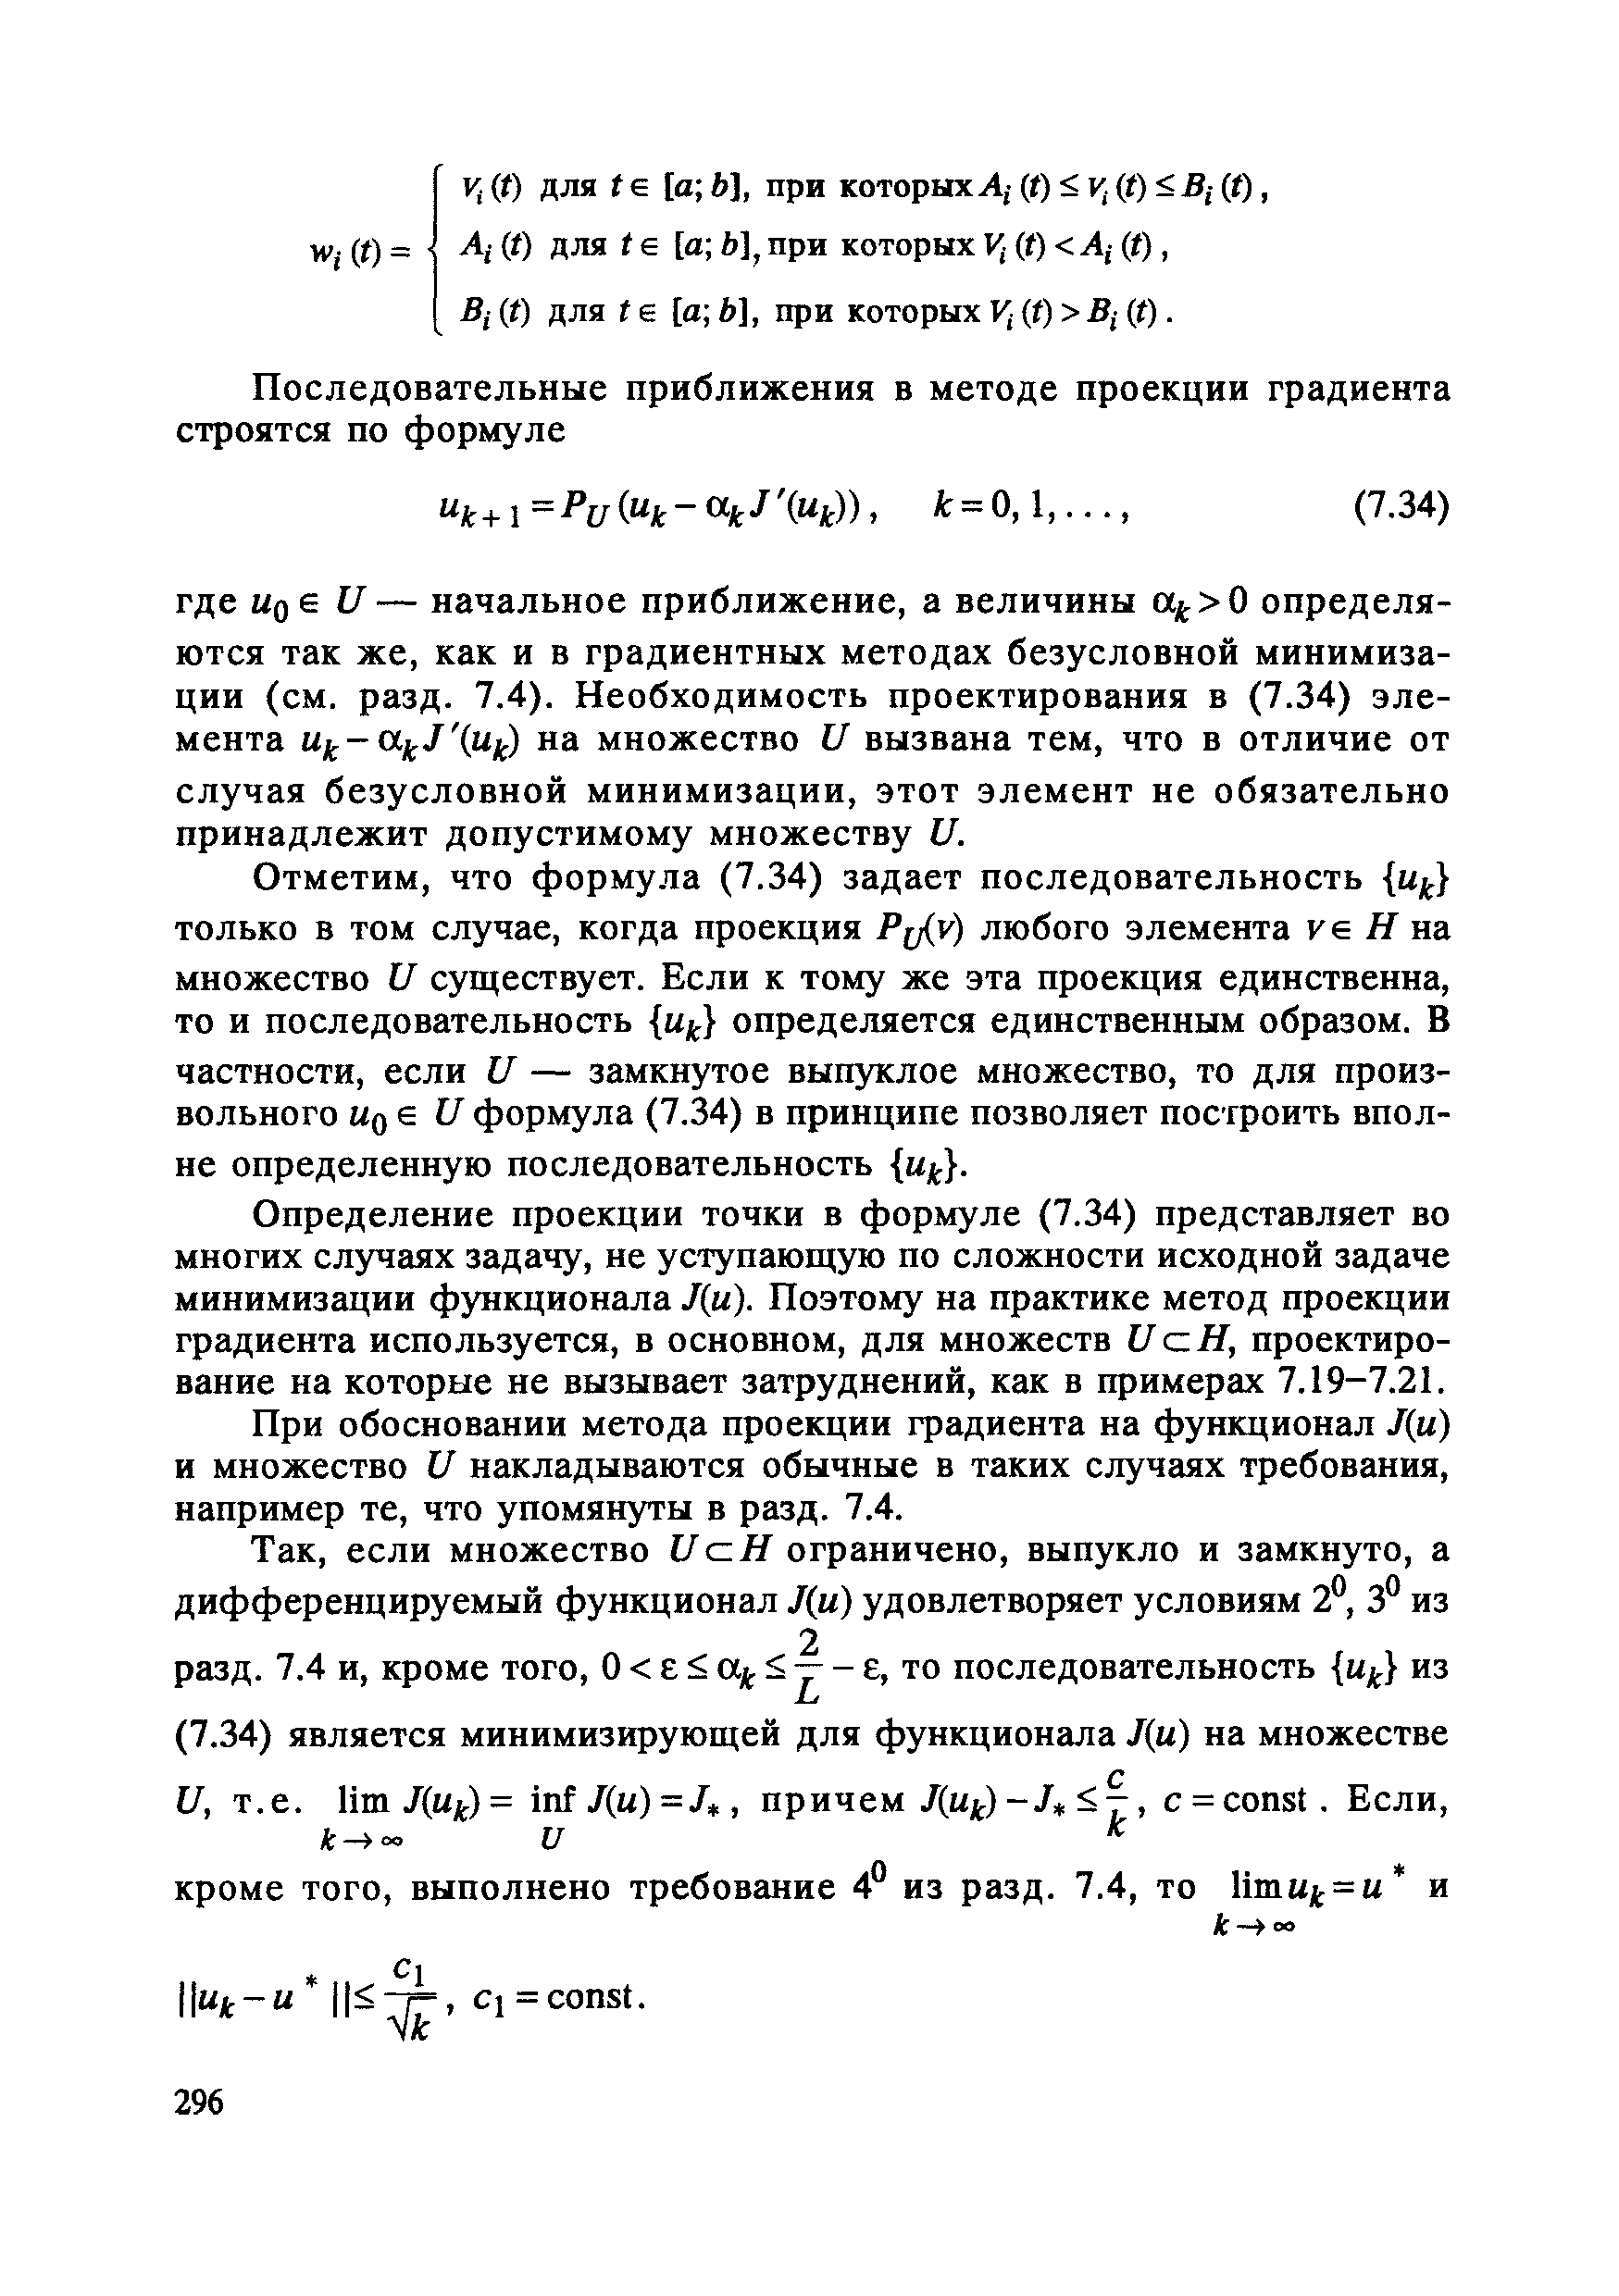 v_i (t) для t ∈ [a; b], при которых A_i (t) ≤ v_i (t) ≤ B_i (t),
w_i (t) = { A_i (t) для t ∈ [a; b], при которых V_i (t) < A_i (t),
B_i (t) для t ∈ [a; b], при которых V_i (t) > B_i (t).
Последовательные приближения в методе проекции градиента
строятся по формуле
u_{k+1} = P_U (u_k − α_k J′(u_k)), k = 0, 1, . . . , (7.34)
где u_0 ∈ U — начальное приближение, а величины α_k > 0 определя-
ются так же, как и в градиентных методах безусловной минимиза-
ции (см. разд. 7.4). Необходимость проектирования в (7.34) эле-
мента u_k − α_k J′(u_k) на множество U вызвана тем, что в отличие от
случая безусловной минимизации, этот элемент не обязательно
принадлежит допустимому множеству U.
Отметим, что формула (7.34) задает последовательность {u_k}
только в том случае, когда проекция P_U(v) любого элемента v ∈ H на
множество U существует. Если к тому же эта проекция единственна,
то и последовательность {u_k} определяется единственным образом. В
частности, если U — замкнутое выпуклое множество, то для произ-
вольного u_0 ∈ U формула (7.34) в принципе позволяет построить впол-
не определенную последовательность {u_k}.
Определение проекции точки в формуле (7.34) представляет во
многих случаях задачу, не уступающую по сложности исходной задаче
минимизации функционала J(u). Поэтому на практике метод проекции
градиента используется, в основном, для множеств U ⊂ H, проектиро-
вание на которые не вызывает затруднений, как в примерах 7.19–7.21.
При обосновании метода проекции градиента на функционал J(u)
и множество U накладываются обычные в таких случаях требования,
например те, что упомянуты в разд. 7.4.
Так, если множество U ⊂ H ограничено, выпукло и замкнуто, а
дифференцируемый функционал J(u) удовлетворяет условиям 2⁰, 3⁰ из
разд. 7.4 и, кроме того, 0 < ε ≤ α_k ≤ 2/L − ε, то последовательность {u_k} из
(7.34) является минимизирующей для функционала J(u) на множестве
U, т.е. lim J(u_k) = inf J(u) = J_*, причем J(u_k) − J_* ≤ c/k, c = const. Если,
k → ∞ U
кроме того, выполнено требование 4⁰ из разд. 7.4, то lim u_k = u* и
k → ∞
||u_k − u*|| ≤ c_1/√k, c_1 = const.
296